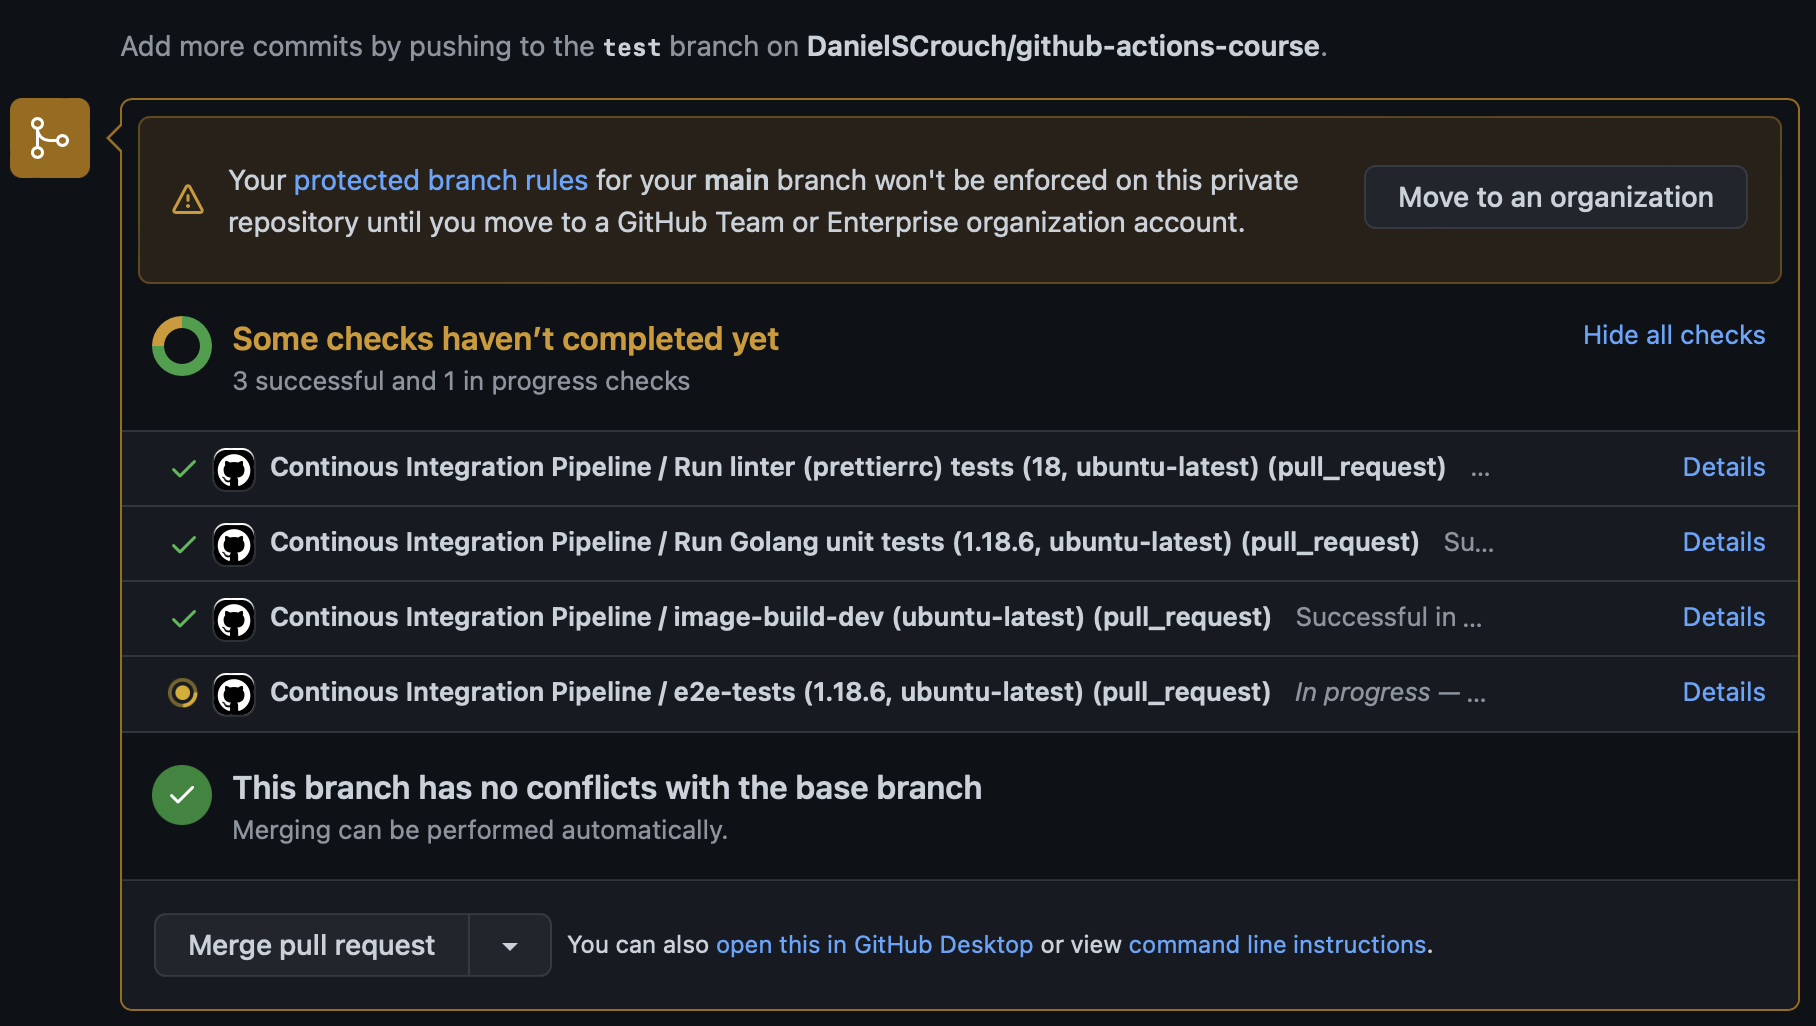 Add more commits by pushing to the test branch on DanielSCrouch/github-actions-course.
Your protected branch rules for your main branch won't be enforced on this private
repository until you move to a GitHub Team or Enterprise organization account.
Move to an organization
Some checks haven’t completed yet
Hide all checks
3 successful and 1 in progress checks
Continous Integration Pipeline / Run linter (prettierrc) tests (18, ubuntu-latest) (pull_request) ... Details
Continous Integration Pipeline / Run Golang unit tests (1.18.6, ubuntu-latest) (pull_request) Su... Details
Continous Integration Pipeline / image-build-dev (ubuntu-latest) (pull_request) Successful in ... Details
Continous Integration Pipeline / e2e-tests (1.18.6, ubuntu-latest) (pull_request) In progress — ... Details
This branch has no conflicts with the base branch
Merging can be performed automatically.
Merge pull request You can also open this in GitHub Desktop or view command line instructions.